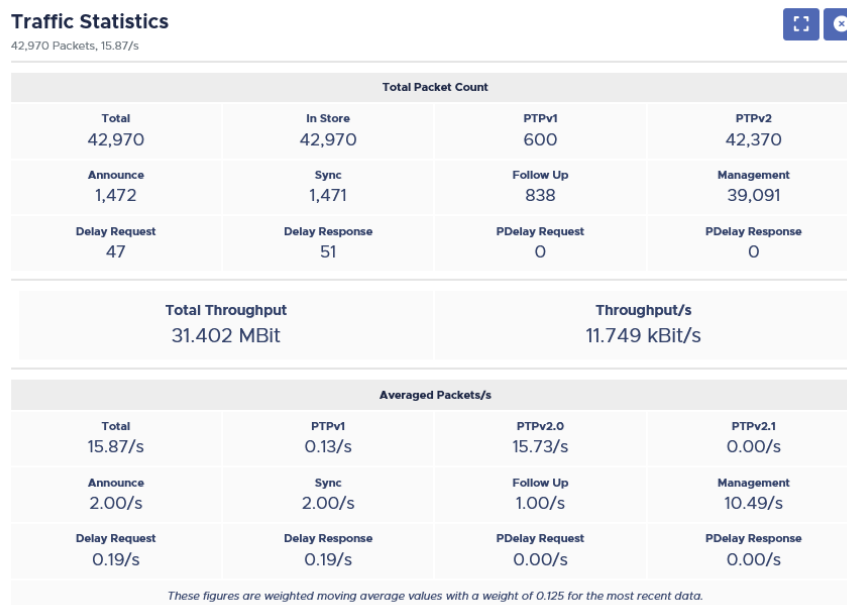 Traffic Statistics
42,970 Packets, 15.87/s
Total Packet Count
Total In Store PTPv1 PTPv2
42,970 42,970 600 42,370
Announce Sync Follow Up Management
1,472 1,471 838 39,091
Delay Request Delay Response PDelay Request PDelay Response
47 51 0 0
Total Throughput Throughput/s
31.402 MBit 11.749 kBit/s
Averaged Packets/s
Total PTPv1 PTPv2.0 PTPv2.1
15.87/s 0.13/s 15.73/s 0.00/s
Announce Sync Follow Up Management
2.00/s 2.00/s 1.00/s 10.49/s
Delay Request Delay Response PDelay Request PDelay Response
0.19/s 0.19/s 0.00/s 0.00/s
These figures are weighted moving average values with a weight of 0.125 for the most recent data.